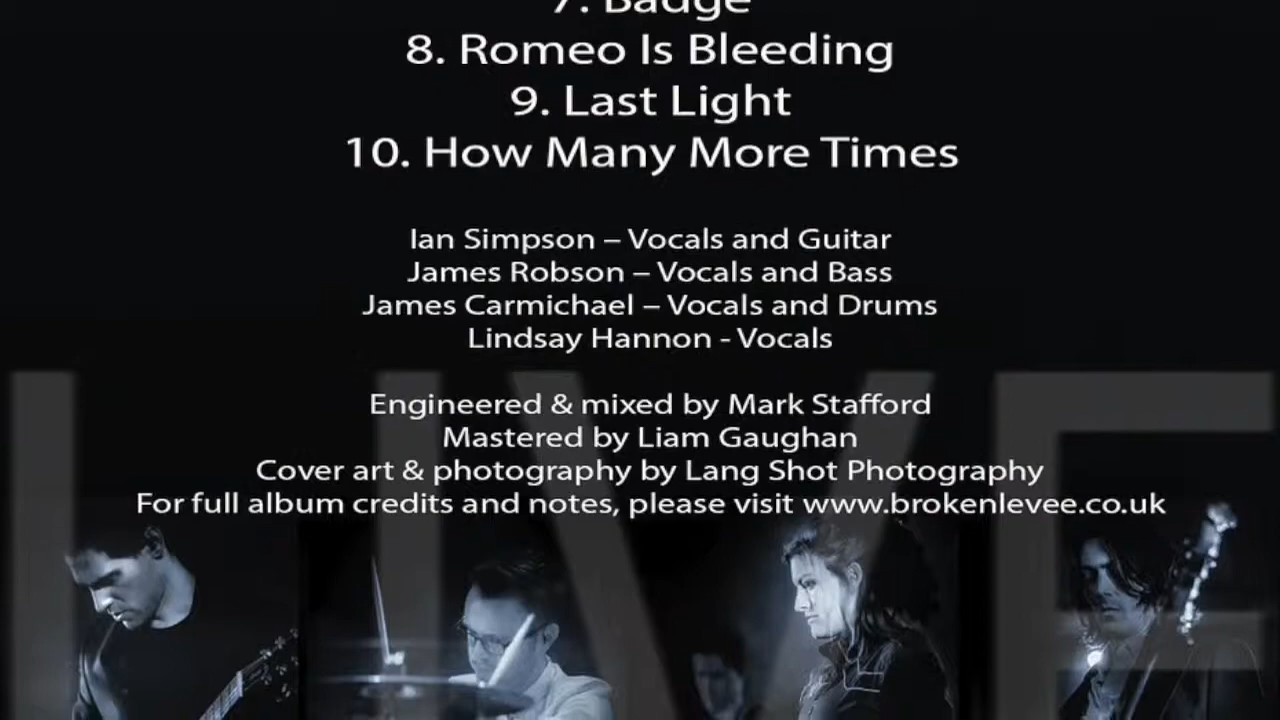 7. Badge
8. Romeo Is Bleeding
9. Last Light
10. How Many More Times
Ian Simpson – Vocals and Guitar
James Robson – Vocals and Bass
James Carmichael – Vocals and Drums
Lindsay Hannon - Vocals
Engineered & mixed by Mark Stafford
Mastered by Liam Gaughan
Cover art & photography by Lang Shot Photography
For full album credits and notes, please visit www.brokenlevee.co.uk
LIVE